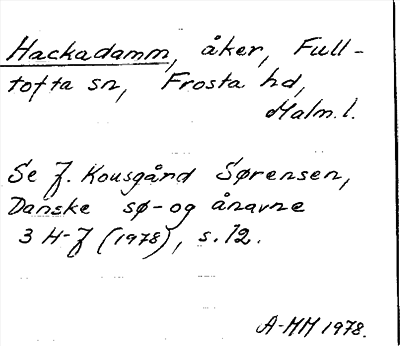 Hackadamm, åker, Full-
tofta sn, Frosta hd,
Malm.l.
Se J. Kousgård Sørensen,
Danske sø- og ånavne
3 H-J (1978), s.12.
A-MM 1978.